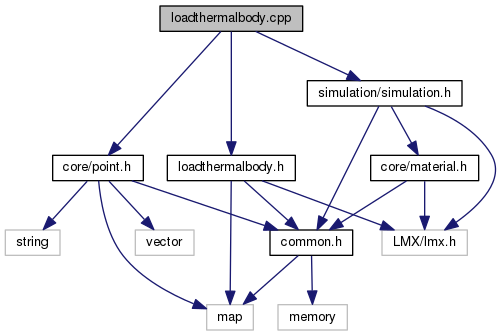 loadthermalbody.cpp
simulation/simulation.h
core/point.h
loadthermalbody.h
core/material.h
string
vector
common.h
LMX/lmx.h
map
memory